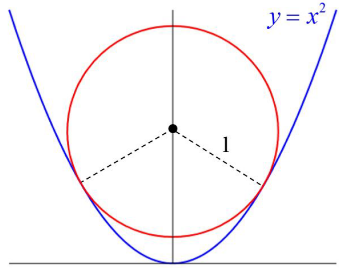 y = x²
1